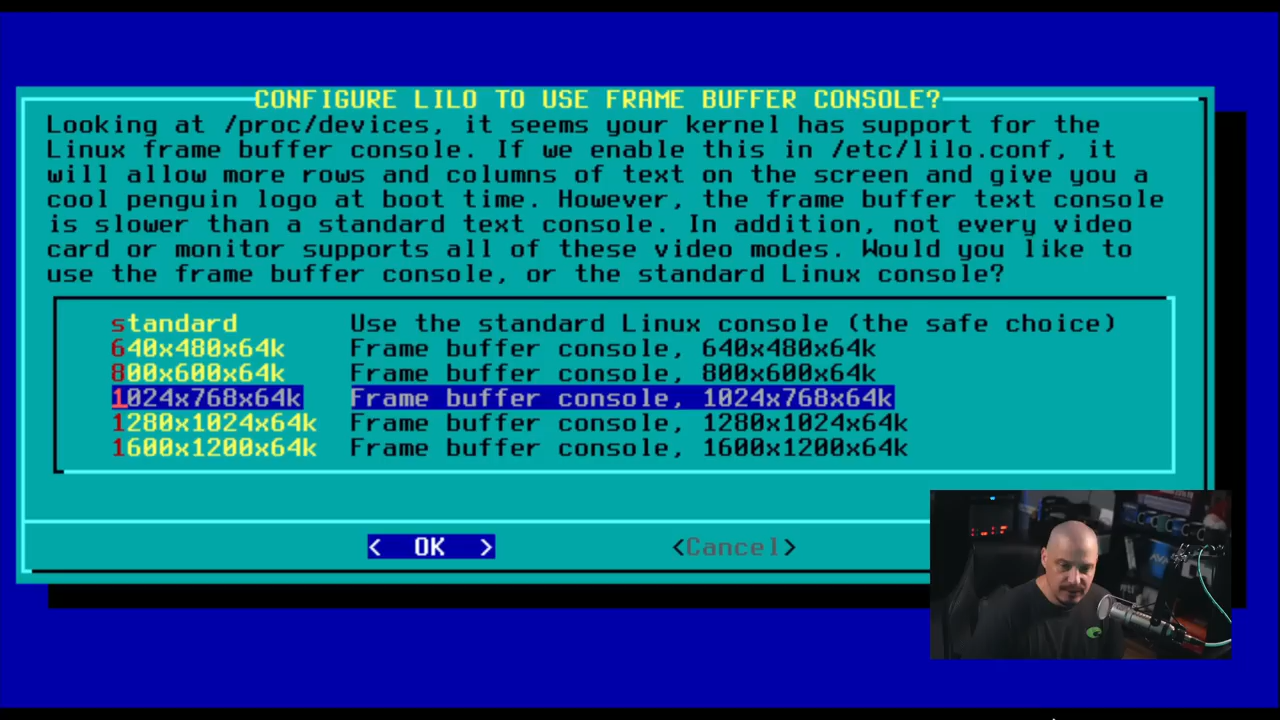 CONFIGURE LILO TO USE FRAME BUFFER CONSOLE?
Looking at /proc/devices, it seems your kernel has support for the
Linux frame buffer console. If we enable this in /etc/lilo.conf, it
will allow more rows and columns of text on the screen and give you a
cool penguin logo at boot time. However, the frame buffer text console
is slower than a standard text console. In addition, not every video
card or monitor supports all of these video modes. Would you like to
use the frame buffer console, or the standard Linux console?
standard Use the standard Linux console (the safe choice)
640x480x64k Frame buffer console, 640x480x64k
800x600x64k Frame buffer console, 800x600x64k
1024x768x64k Frame buffer console, 1024x768x64k
1280x1024x64k Frame buffer console, 1280x1024x64k
1600x1200x64k Frame buffer console, 1600x1200x64k
< OK > <Cancel>